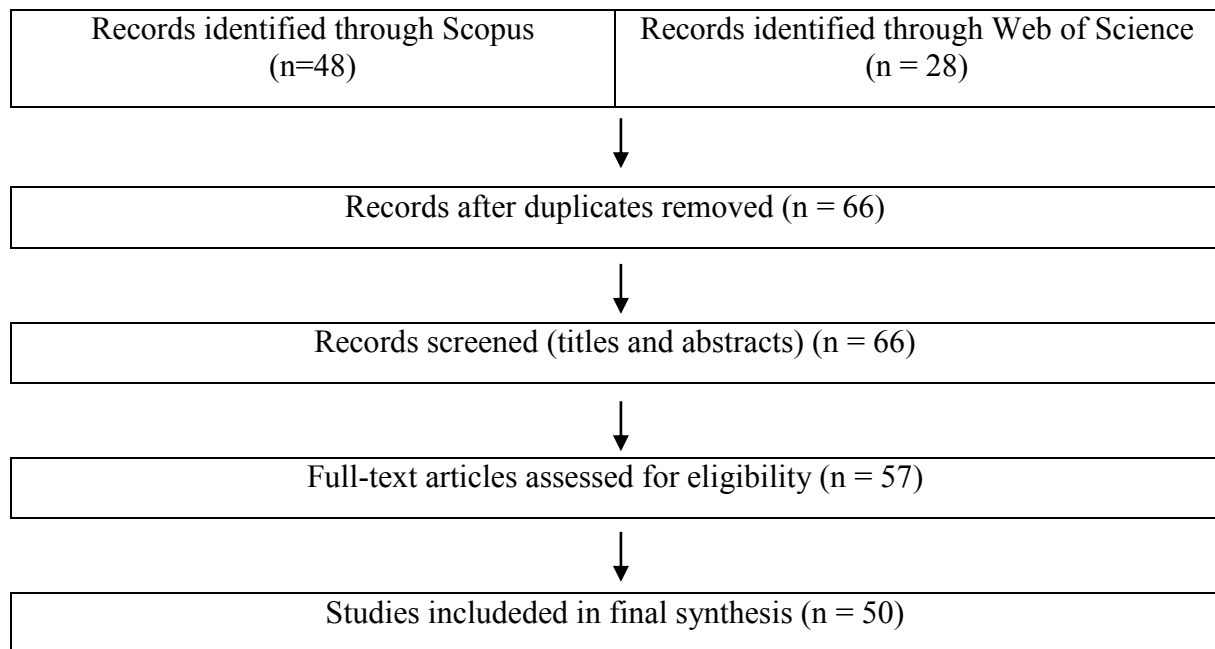 Records identified through Scopus
(n=48)
Records identified through Web of Science
(n = 28)
Records after duplicates removed (n = 66)
Records screened (titles and abstracts) (n = 66)
Full-text articles assessed for eligibility (n = 57)
Studies includeded in final synthesis (n = 50)